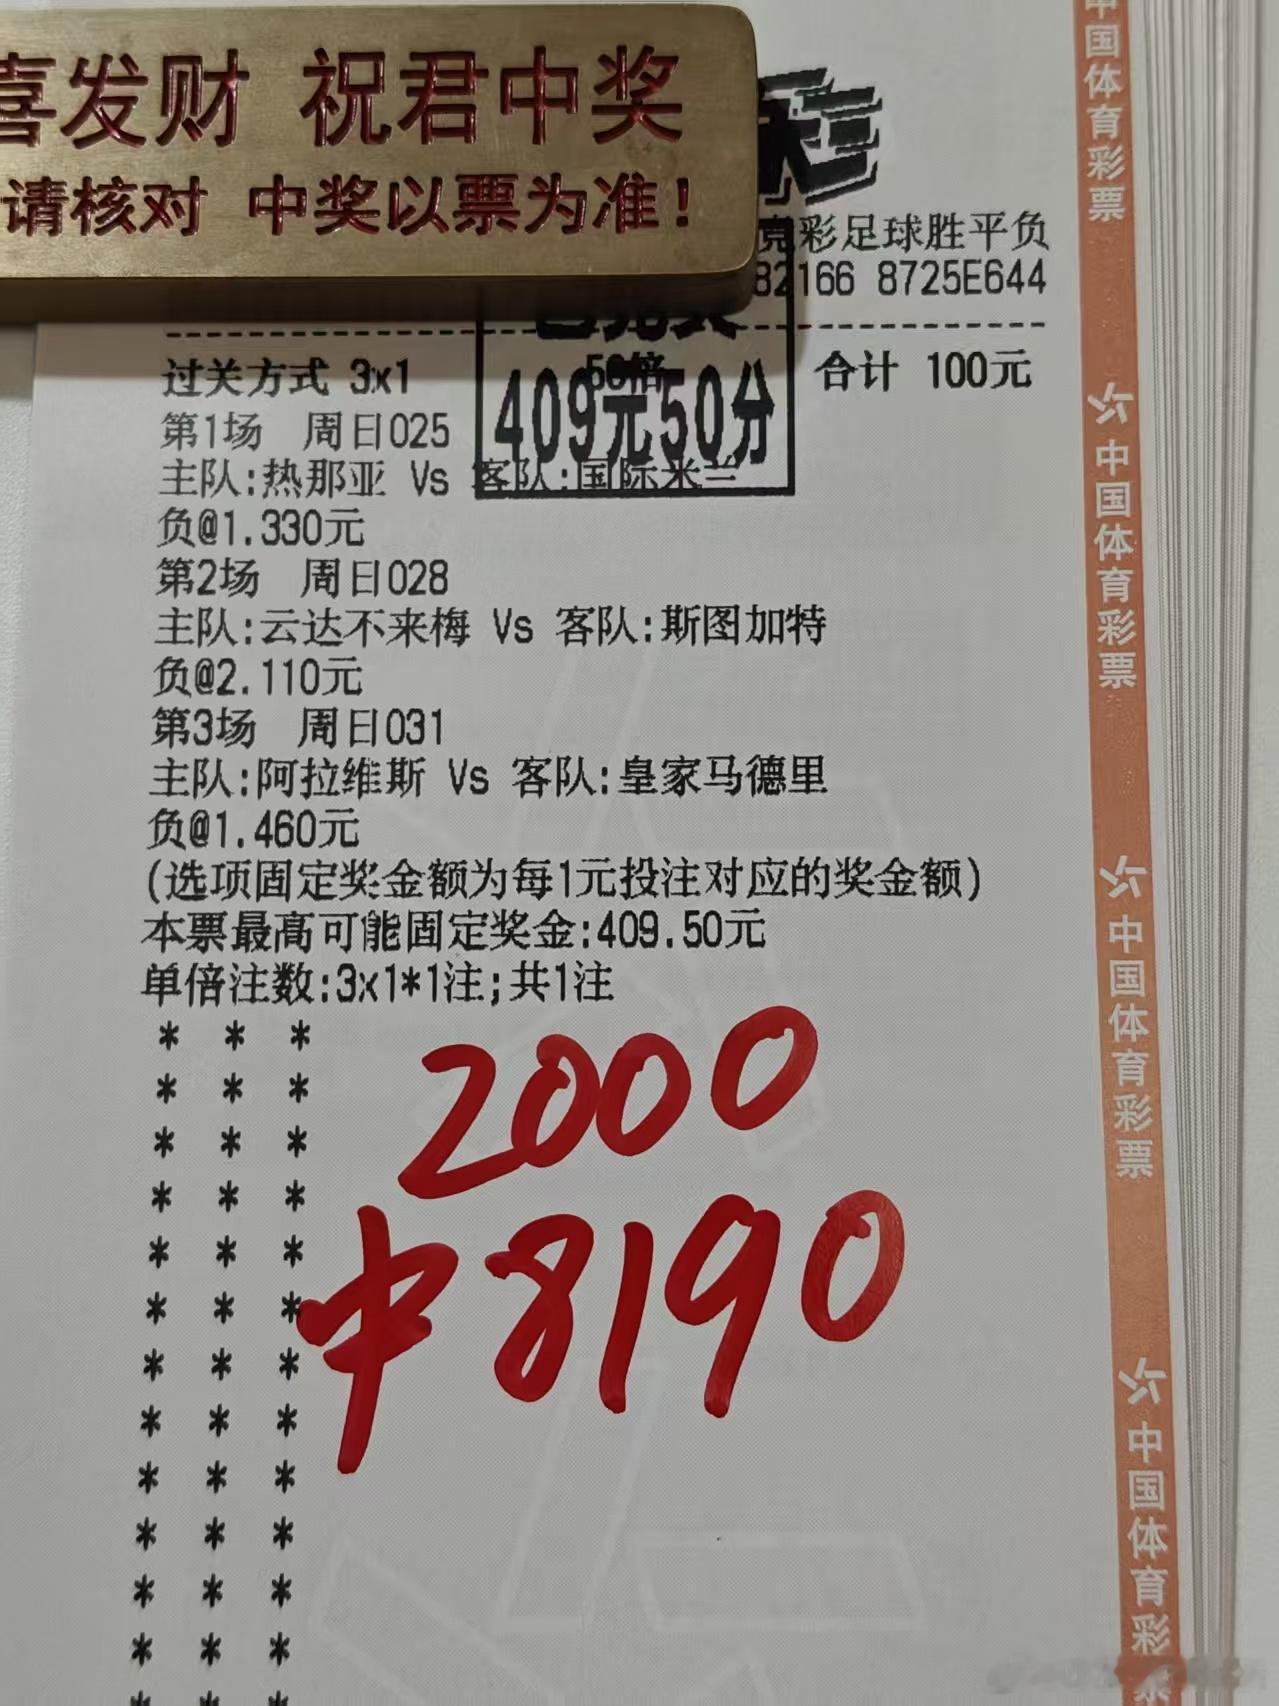 喜发财 祝君中奖
请核对 中奖以票为准!
竞彩足球胜平负
82166 8725E644
过关方式 3x1 50倍 合计 100元
409元50分
第1场 周日025
主队:热那亚 Vs 客队:国际米兰
负@1.330元
第2场 周日028
主队:云达不来梅 Vs 客队:斯图加特
负@2.110元
第3场 周日031
主队:阿拉维斯 Vs 客队:皇家马德里
负@1.460元
(选项固定奖金额为每1元投注对应的奖金额)
本票最高可能固定奖金:409.50元
单倍注数:3x1*1注;共1注
* * *
* * *
* * *
* * *
* * *
* * *
* * *
* * *
* * *
* * *
* * *
* * *
* * *
2000
中8190
中国体育彩票
中国体育彩票
中国体育彩票
中国体育彩票